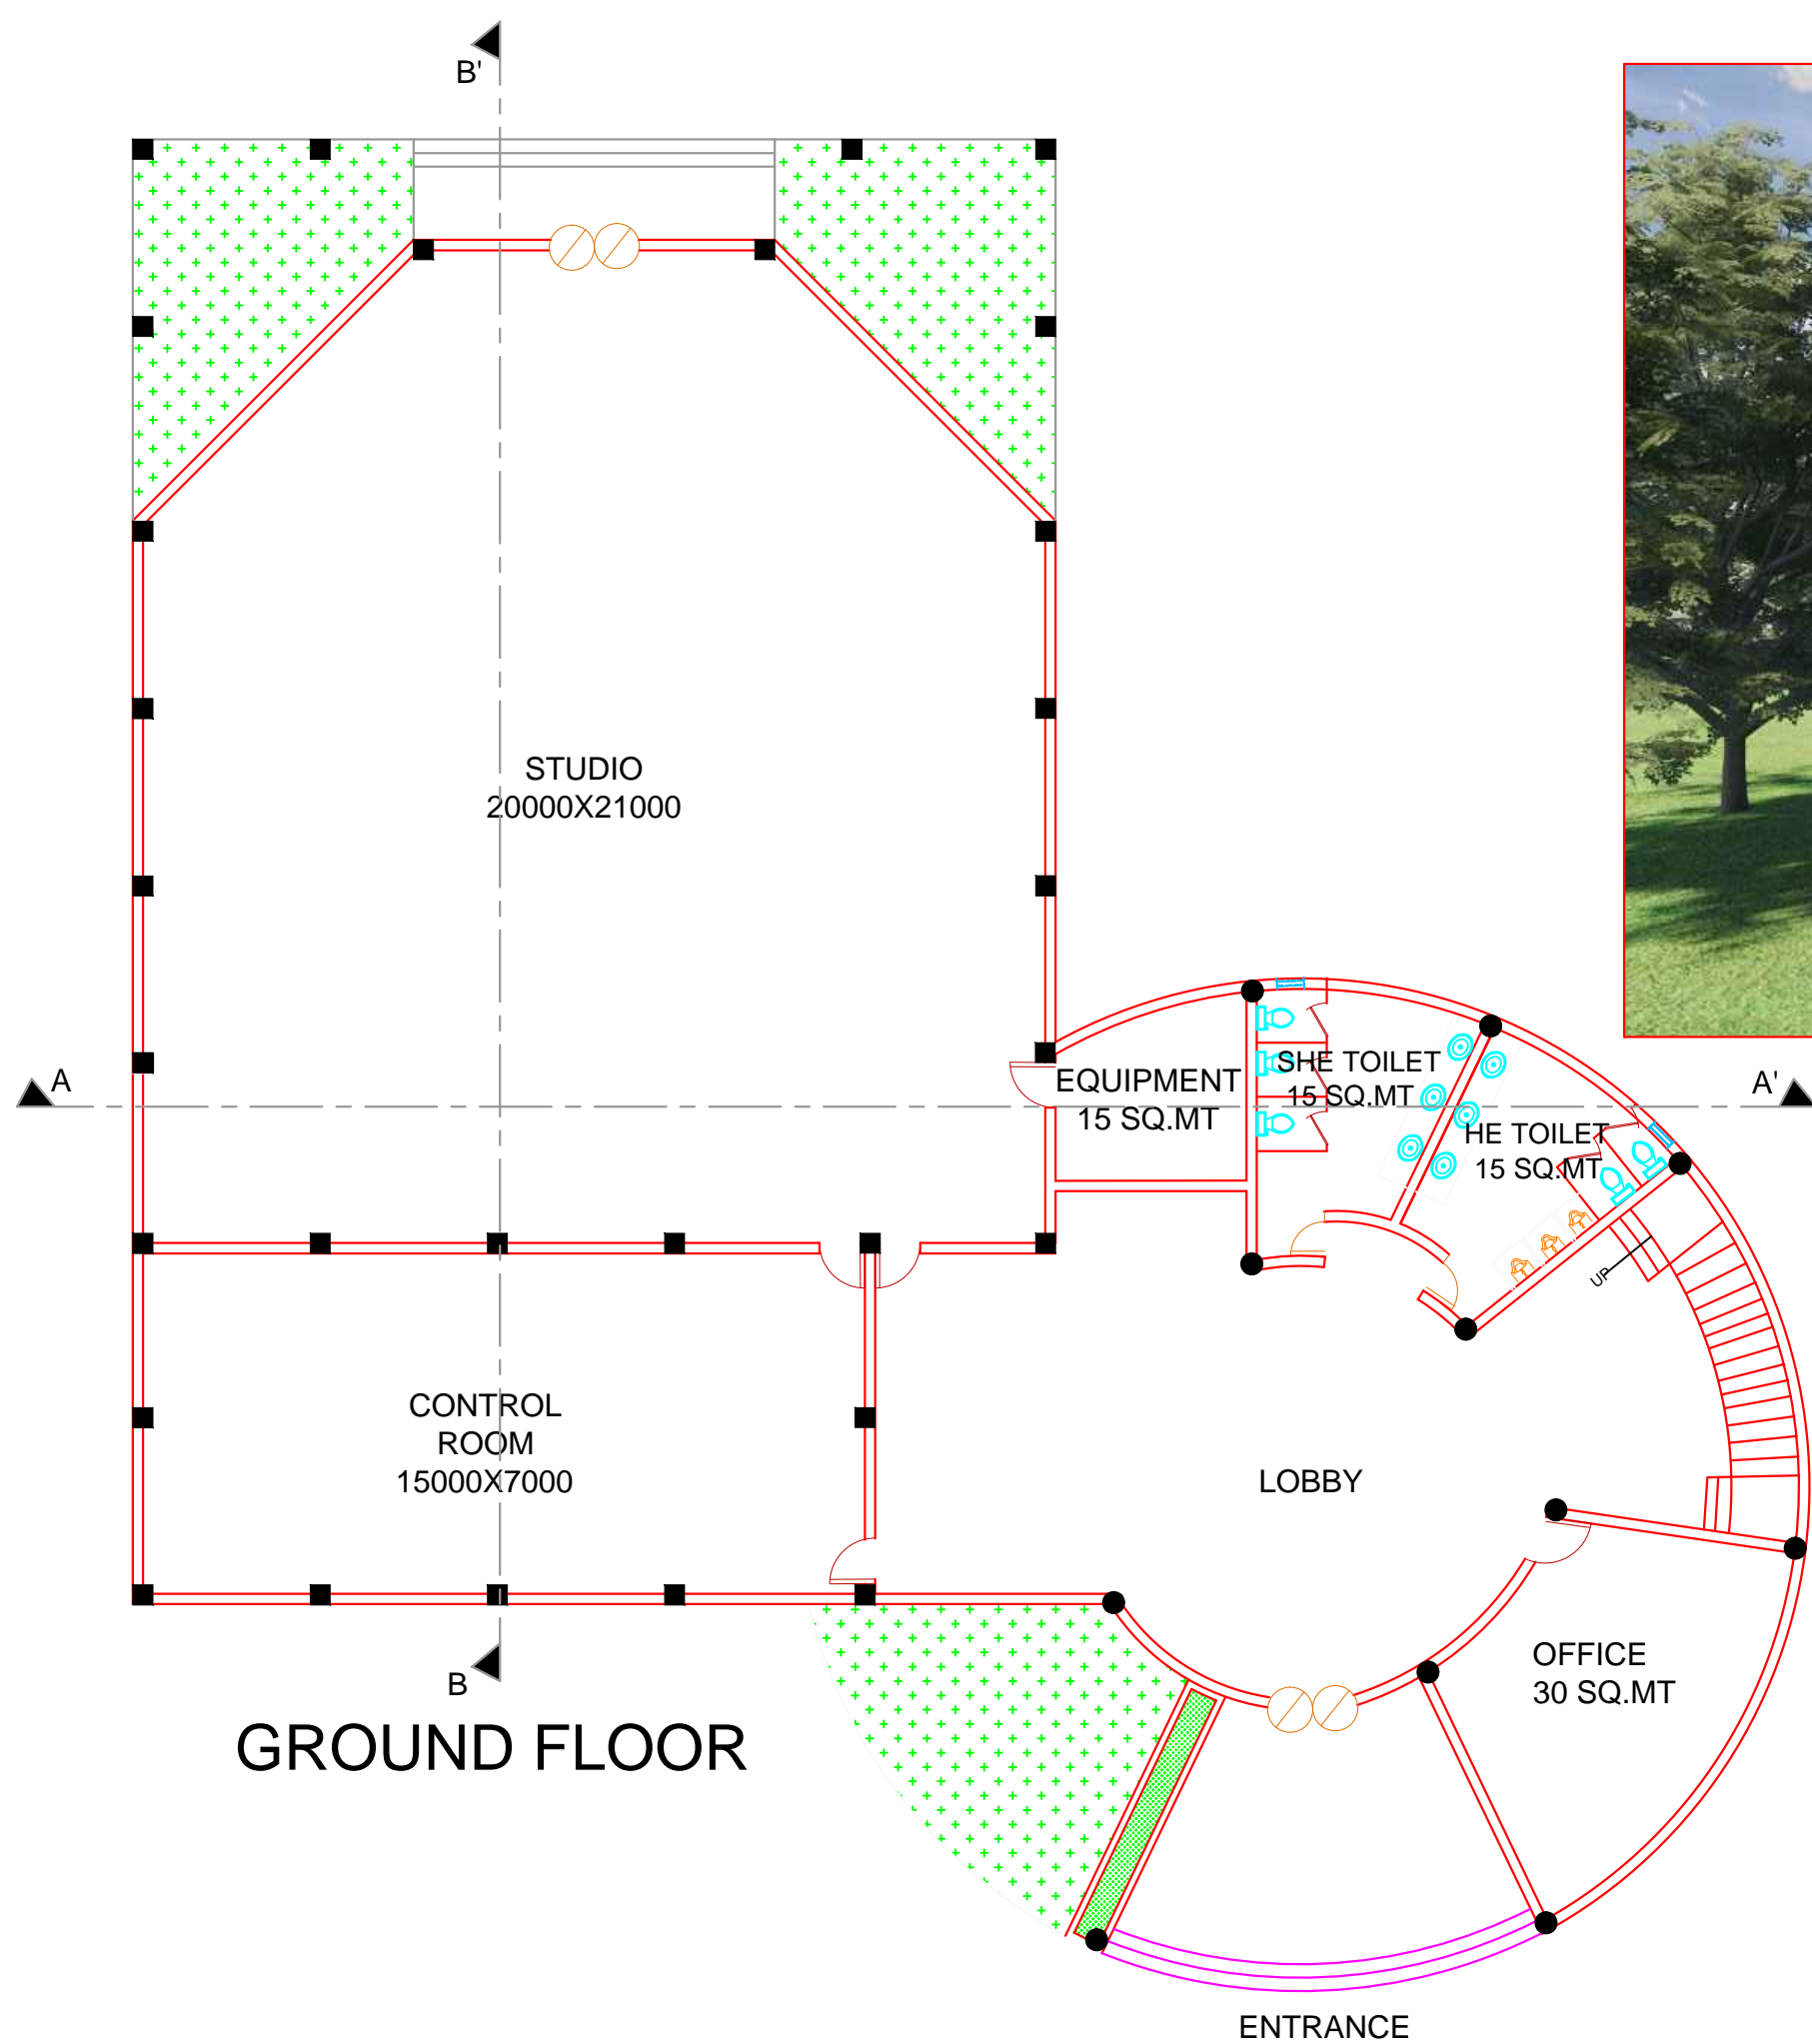 B'
STUDIO
20000X21000
A
A'
EQUIPMENT
15 SQ.MT
SHE TOILET
15 SQ.MT
HE TOILET
15 SQ.MT
UP
CONTROL
ROOM
15000X7000
LOBBY
OFFICE
30 SQ.MT
B
GROUND FLOOR
ENTRANCE